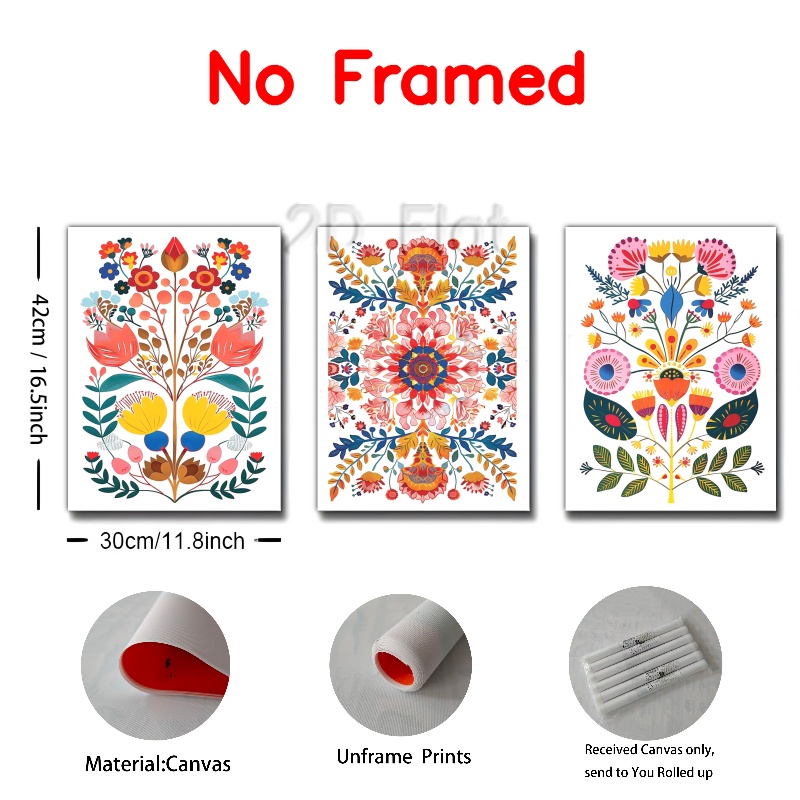 No Framed
2D Flat
42cm / 16.5inch
30cm/11.8inch
Material:Canvas
Unframe Prints
Received Canvas only,
send to You Rolled up